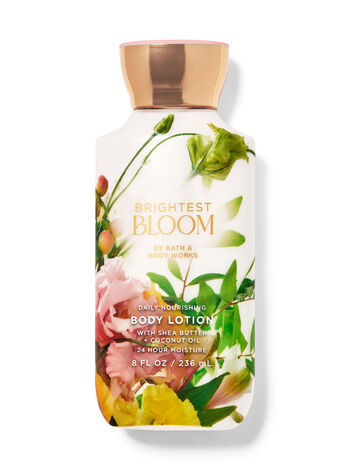 BRIGHTEST
BLOOM
BY BATH &
BODY WORKS
DAILY NOURISHING
BODY LOTION
WITH SHEA BUTTER
+ COCONUT OIL
24 HOUR MOISTURE
8 FL OZ / 236 mL